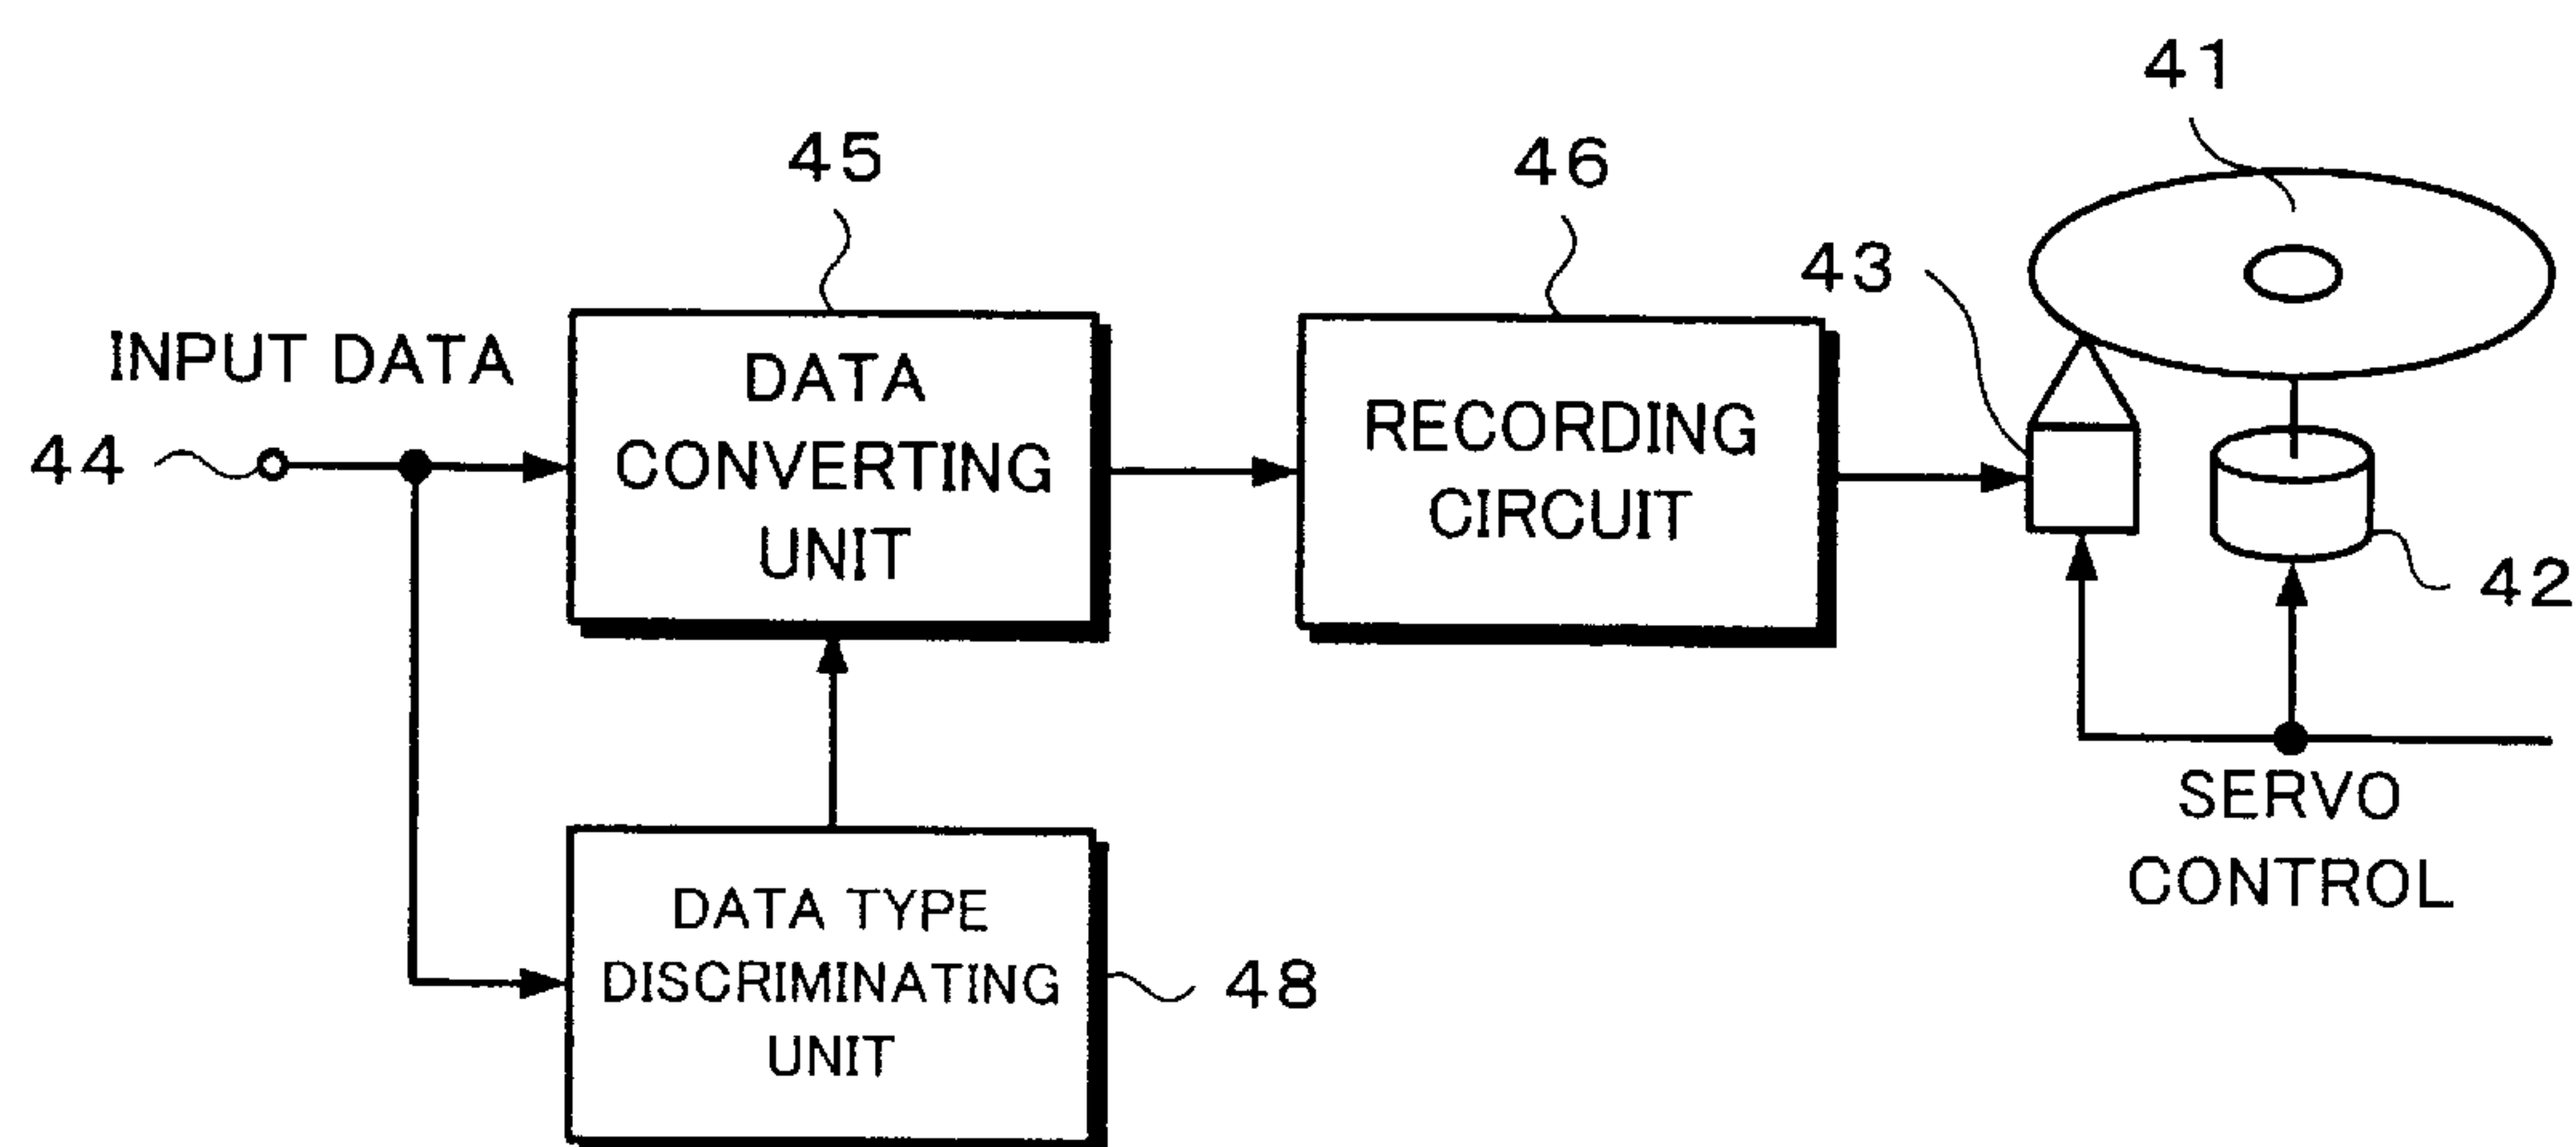 41
45
46
43
INPUT DATA
44
DATA
CONVERTING
UNIT
RECORDING
CIRCUIT
42
SERVO
CONTROL
DATA TYPE
DISCRIMINATING
UNIT
48